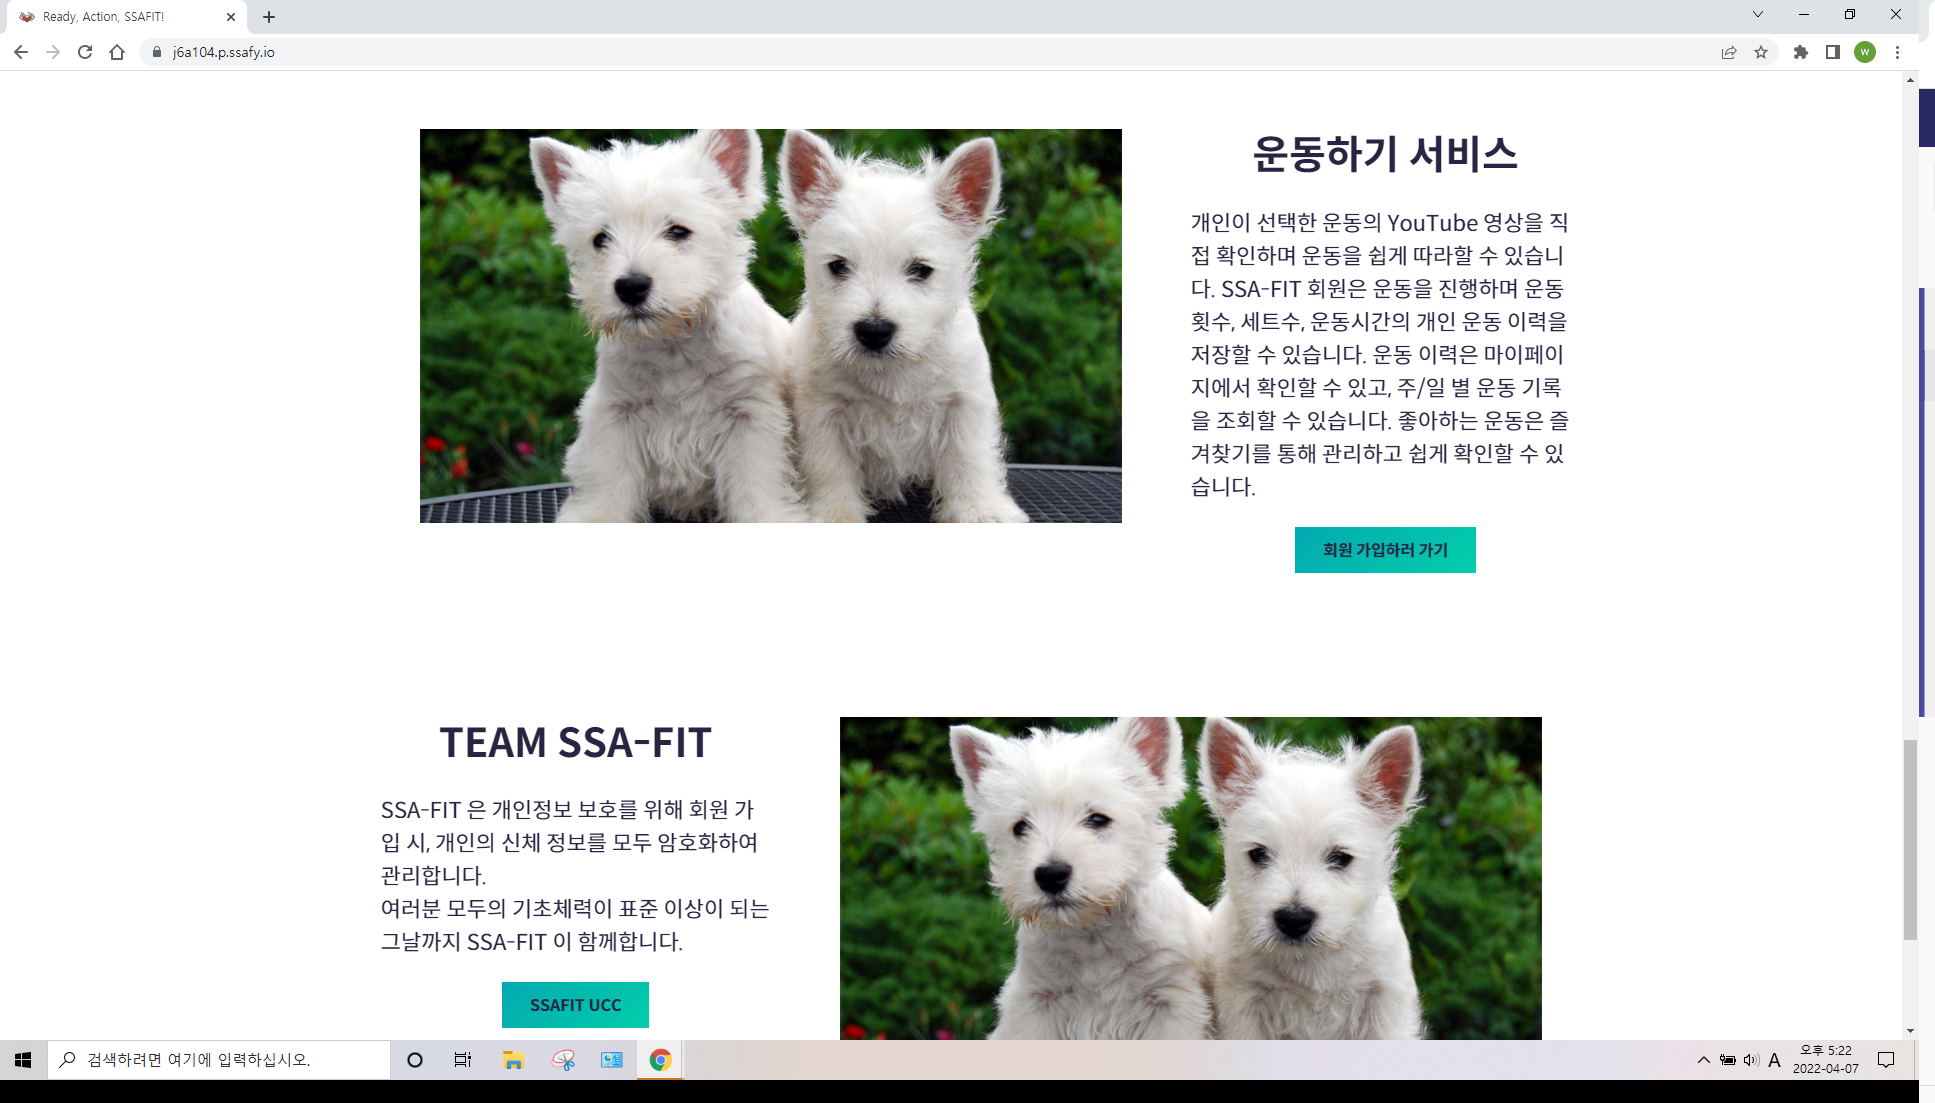 Ready, Action, SSAFIT!
j6a104.p.ssafy.io
W
운동하기 서비스
개인이 선택한 운동의 YouTube 영상을 직
접 확인하며 운동을 쉽게 따라할 수 있습니
다. SSA-FIT 회원은 운동을 진행하며 운동
횟수, 세트수, 운동시간의 개인 운동 이력을
저장할 수 있습니다. 운동 이력은 마이페이
지에서 확인할 수 있고, 주/일 별 운동 기록
을 조회할 수 있습니다. 좋아하는 운동은 즐
겨찾기를 통해 관리하고 쉽게 확인할 수 있
습니다.
회원 가입하러 가기
TEAM SSA-FIT
SSA-FIT 은 개인정보 보호를 위해 회원 가
입 시, 개인의 신체 정보를 모두 암호화하여
관리합니다.
여러분 모두의 기초체력이 표준 이상이 되는
그날까지 SSA-FIT 이 함께합니다.
SSAFIT UCC
검색하려면 여기에 입력하십시오.
A
오후 5:22
2022-04-07